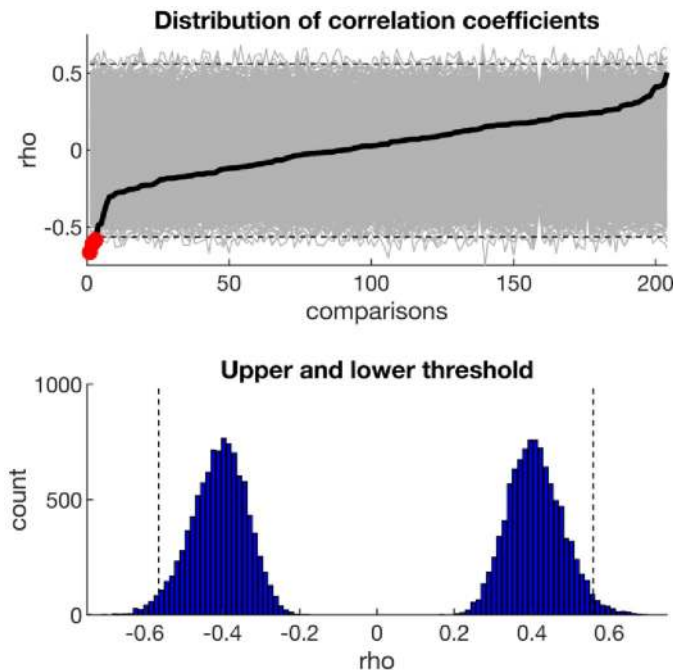 Distribution of correlation coefficients
0.5
0
-0.5
rho
0 50 100 150 200
comparisons
Upper and lower threshold
1000
500
0
count
-0.6 -0.4 -0.2 0 0.2 0.4 0.6
rho